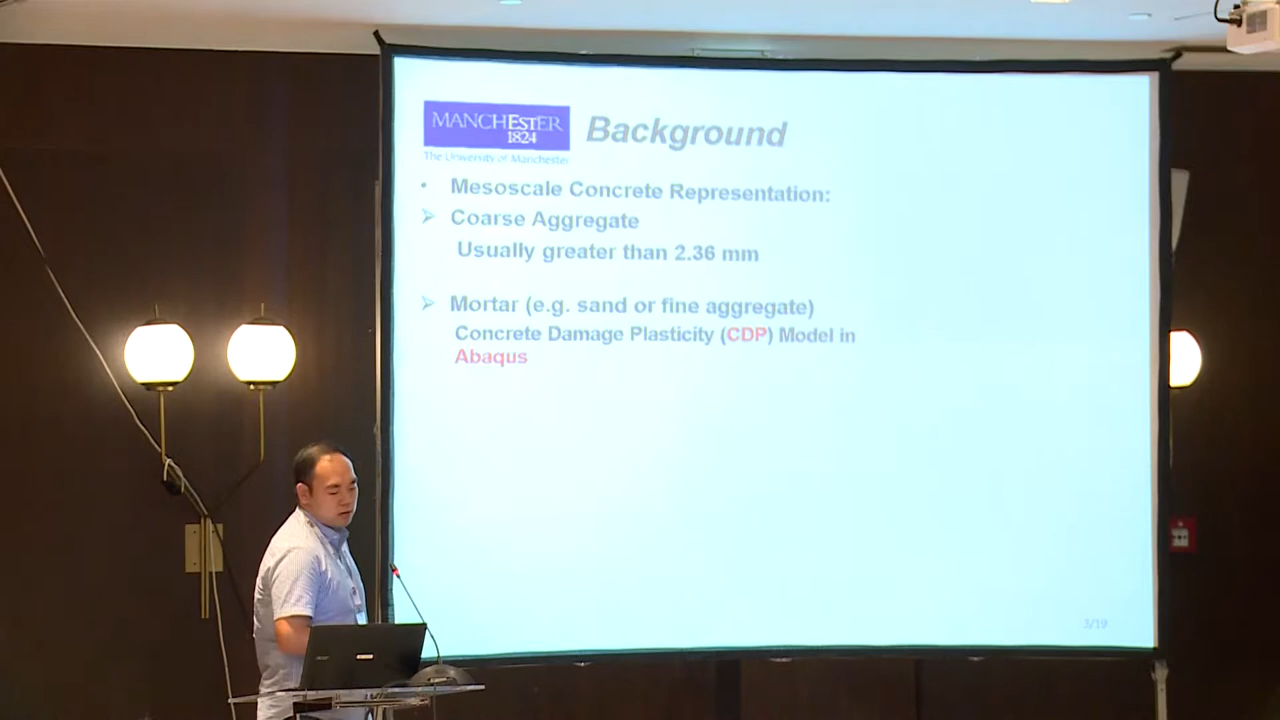 MANCHESTER
1824
The University of Manchester
Background
• Mesoscale Concrete Representation:
➢ Coarse Aggregate
Usually greater than 2.36 mm
➢ Mortar (e.g. sand or fine aggregate)
Concrete Damage Plasticity (CDP) Model in
Abaqus
3/19